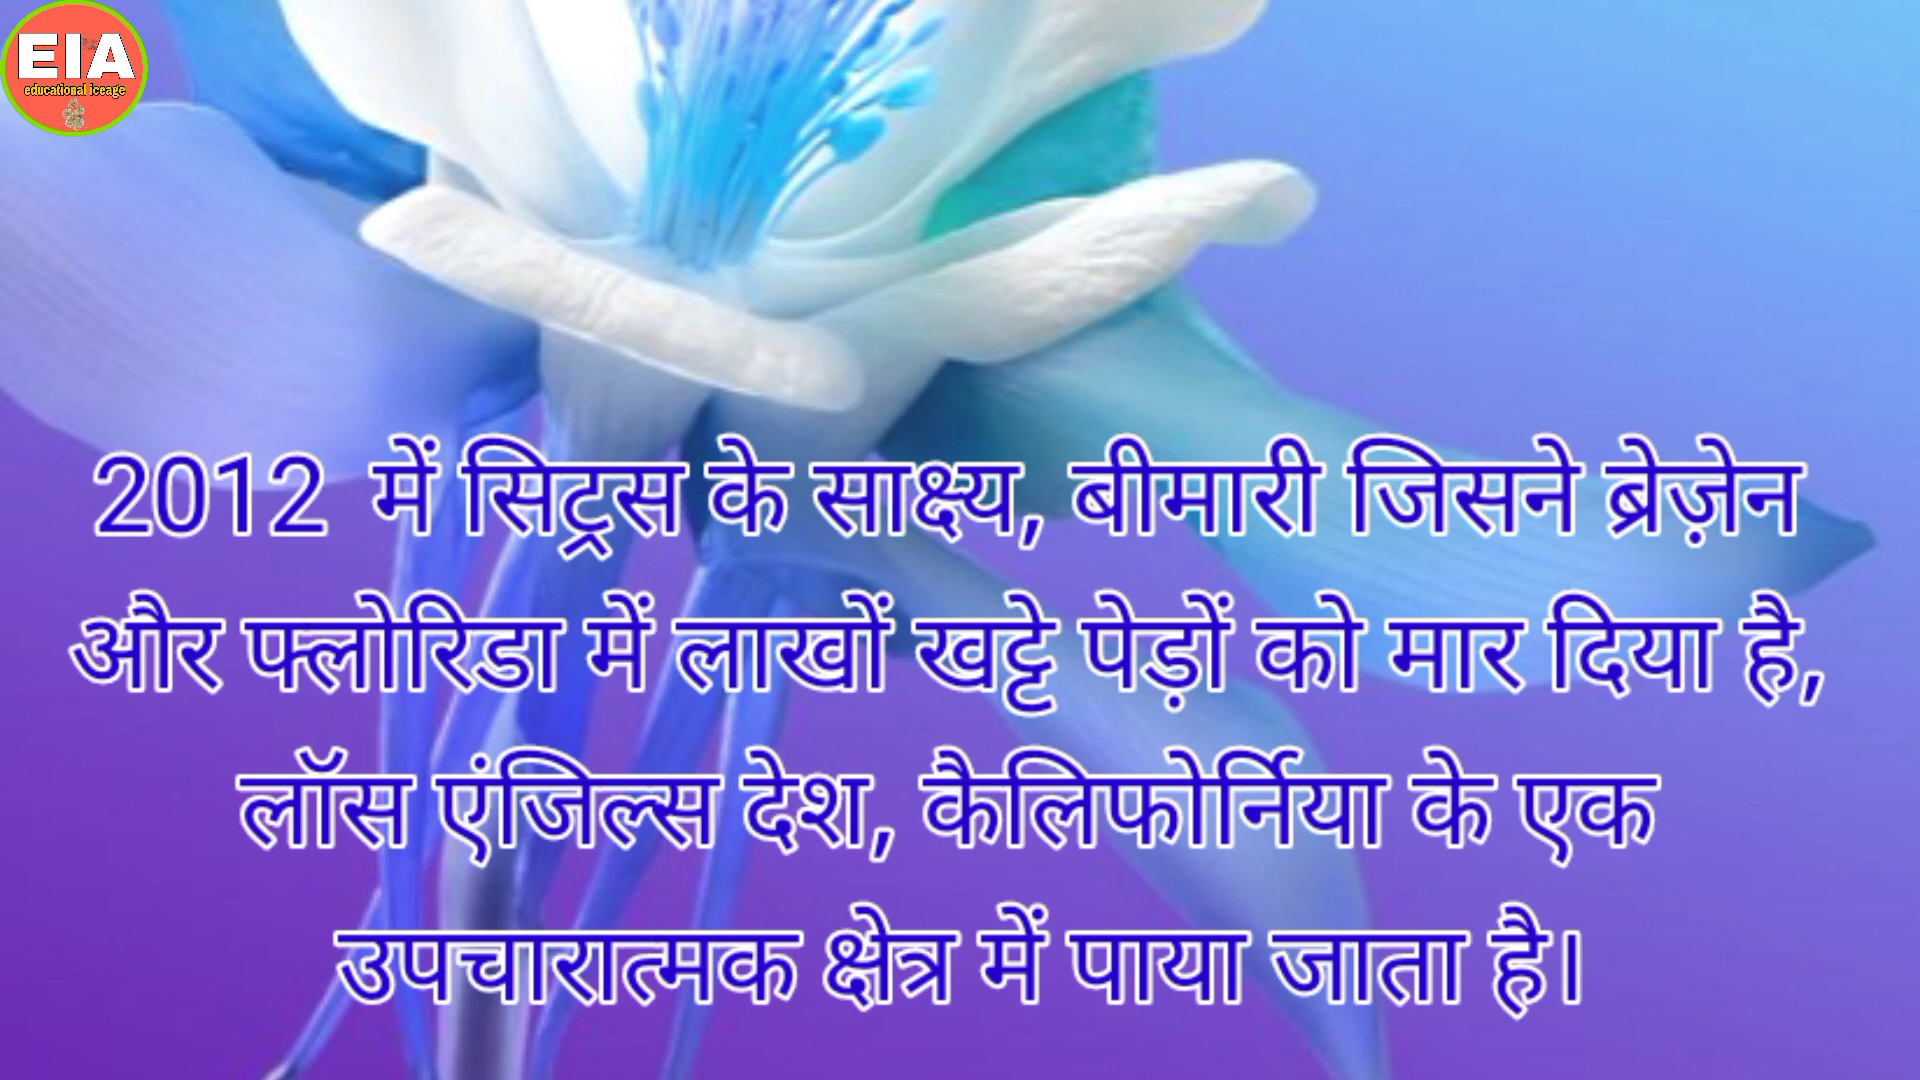 EIA
educational iceage
2012 में सिट्रस के साक्ष्य, बीमारी जिसने ब्रेज़ेन
और फ्लोरिडा में लाखों खट्टे पेड़ों को मार दिया है,
लॉस एंजिल्स देश, कैलिफोर्निया के एक
उपचारात्मक क्षेत्र में पाया जाता है।